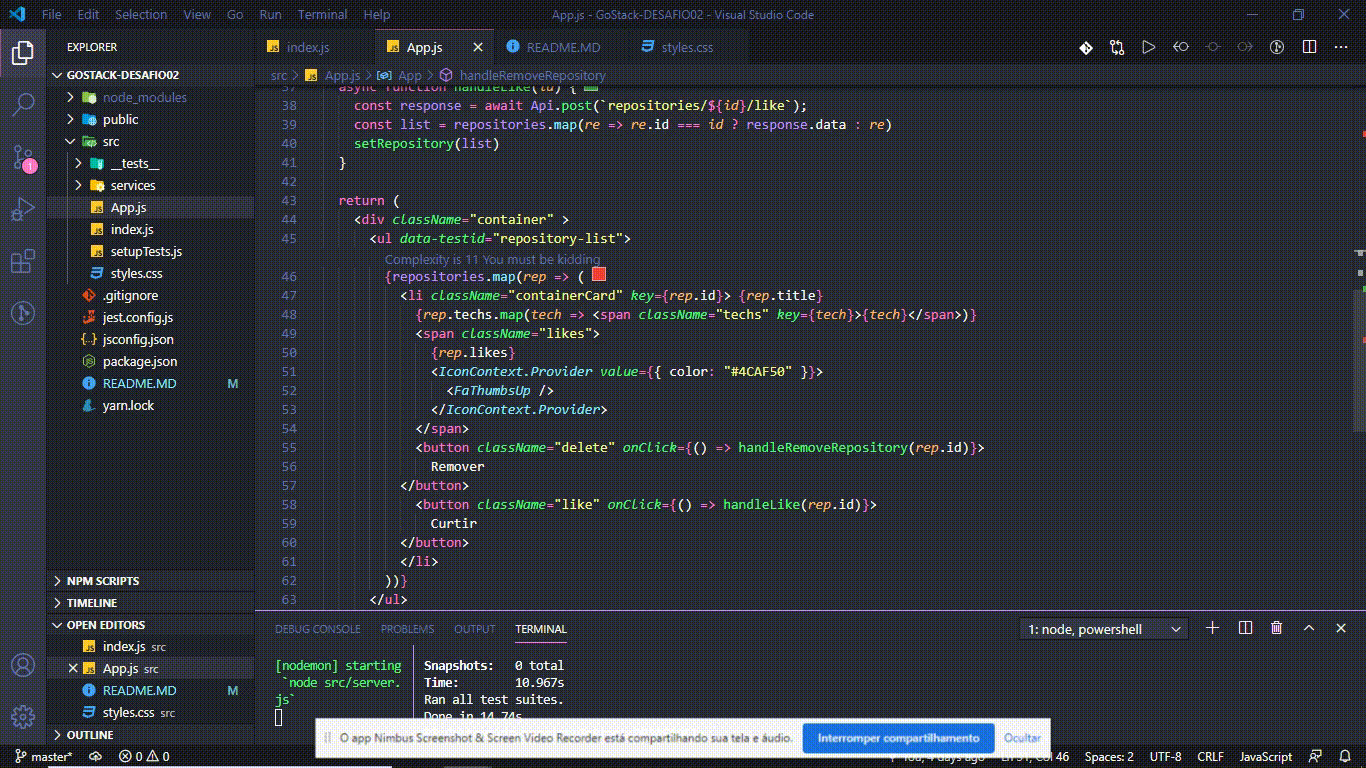 File Edit Selection View Go Run Terminal Help
App.js - GoStack-DESAFIO02 - Visual Studio Code
EXPLORER
index.js
App.js
README.MD
styles.css
GOSTACK-DESAFIO02
src > App.js > App > handleRemoveRepository
node_modules
public
src
__tests__
services
App.js
index.js
setupTests.js
styles.css
.gitignore
jest.config.js
jsconfig.json
package.json
README.MD M
yarn.lock
NPM SCRIPTS
TIMELINE
OPEN EDITORS
index.js src
App.js src
README.MD M
styles.css src
OUTLINE
1
37 async function handleLike(id) {
38 const response = await Api.post(`repositories/${id}/like`);
39 const list = repositories.map(re => re.id === id ? response.data : re)
40 setRepository(list)
41 }
42
43 return (
44 <div className="container" >
45 <ul data-testid="repository-list">
Complexity is 11 You must be kidding
46 {repositories.map(rep => (
47 <li className="containerCard" key={rep.id}> {rep.title}
48 {rep.techs.map(tech => <span className="techs" key={tech}>{tech}</span>)}
49 <span className="likes">
50 {rep.likes}
51 <IconContext.Provider value={{ color: "#4CAF50" }}>
52 <FaThumbsUp />
53 </IconContext.Provider>
54 </span>
55 <button className="delete" onClick={() => handleRemoveRepository(rep.id)}>
56 Remover
57 </button>
58 <button className="like" onClick={() => handleLike(rep.id)}>
59 Curtir
60 </button>
61 </li>
62 ))}
63 </ul>
DEBUG CONSOLE PROBLEMS OUTPUT TERMINAL
1: node, powershell
[nodemon] starting
`node src/server.
js`
Snapshots: 0 total
Time: 10.967s
Ran all test suites.
Done in 14.74s.
O app Nimbus Screenshot & Screen Video Recorder está compartilhando sua tela e áudio.
Interromper compartilhamento
Ocultar
master*
0 0
You, 4 days ago
Ln 51, Col 46
Spaces: 2
UTF-8
CRLF
JavaScript